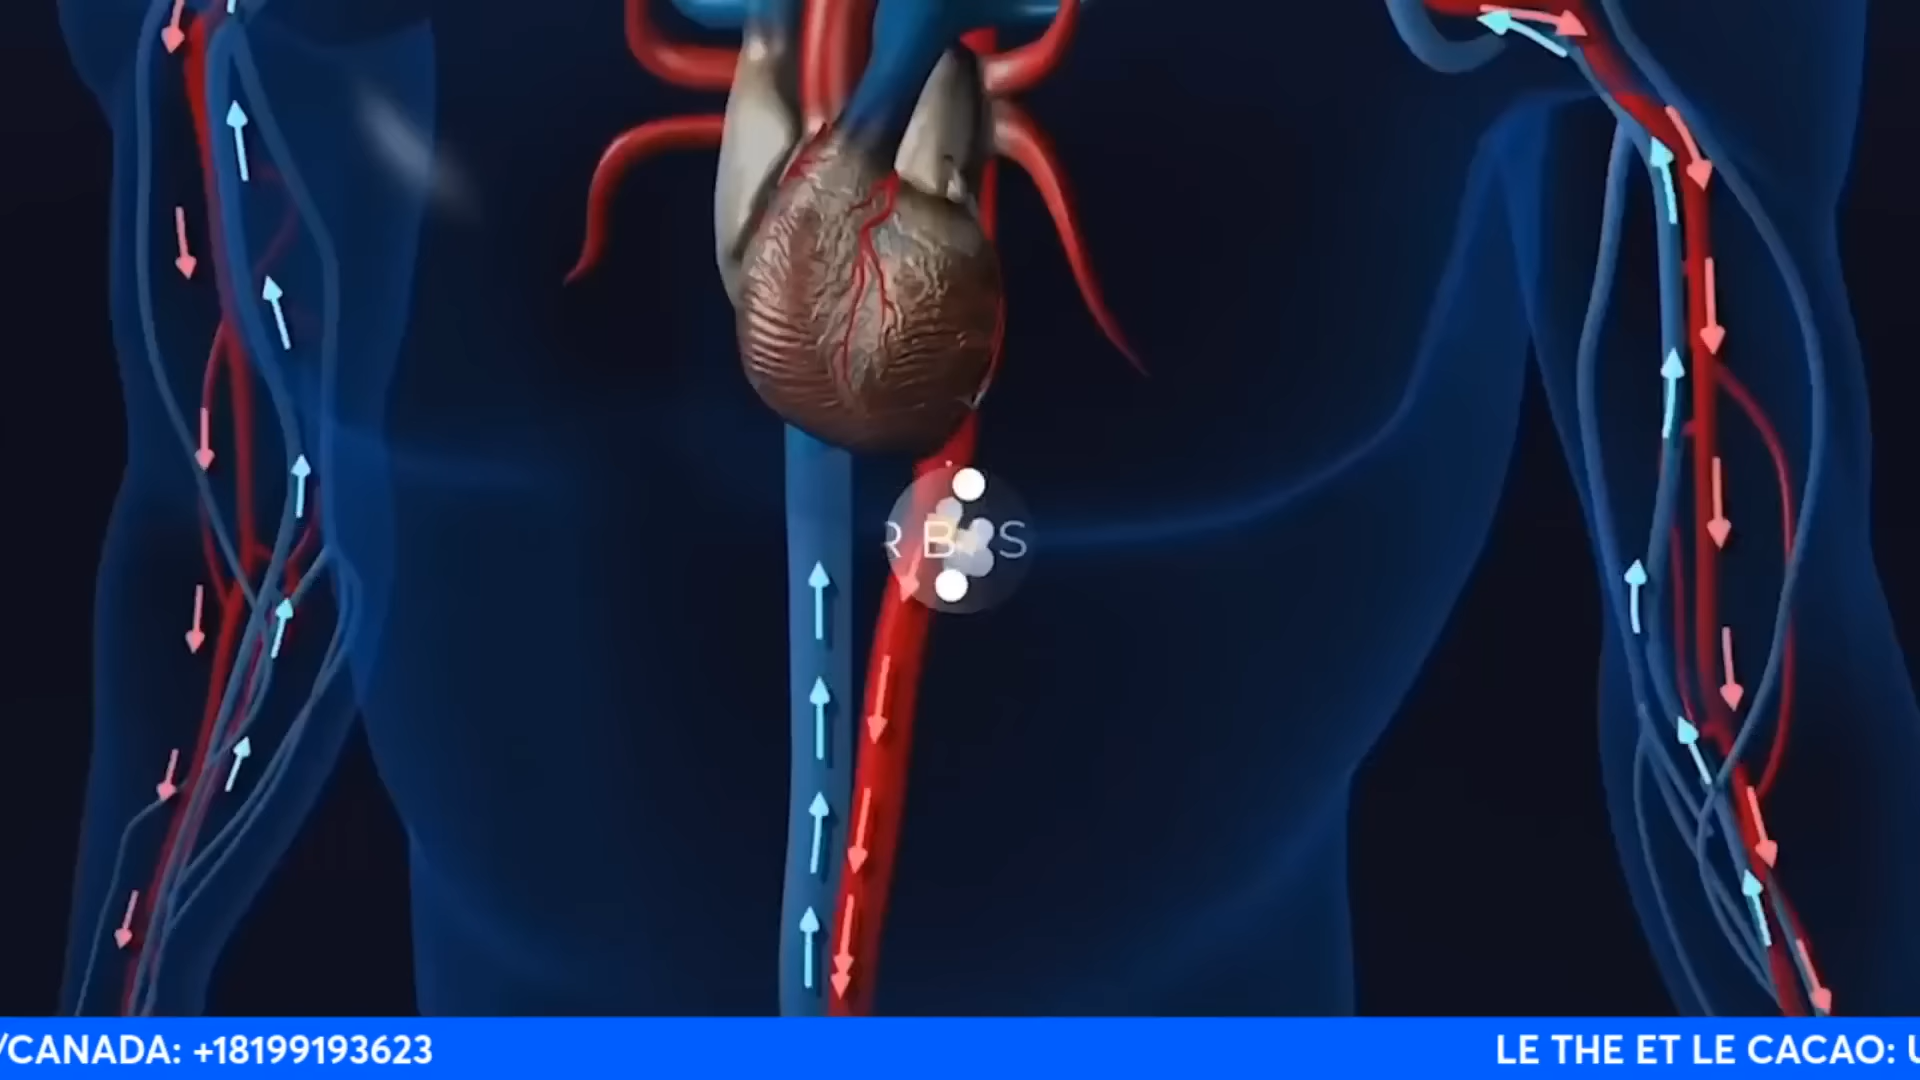 R B S
/CANADA: +18199193623
LE THE ET LE CACAO: U